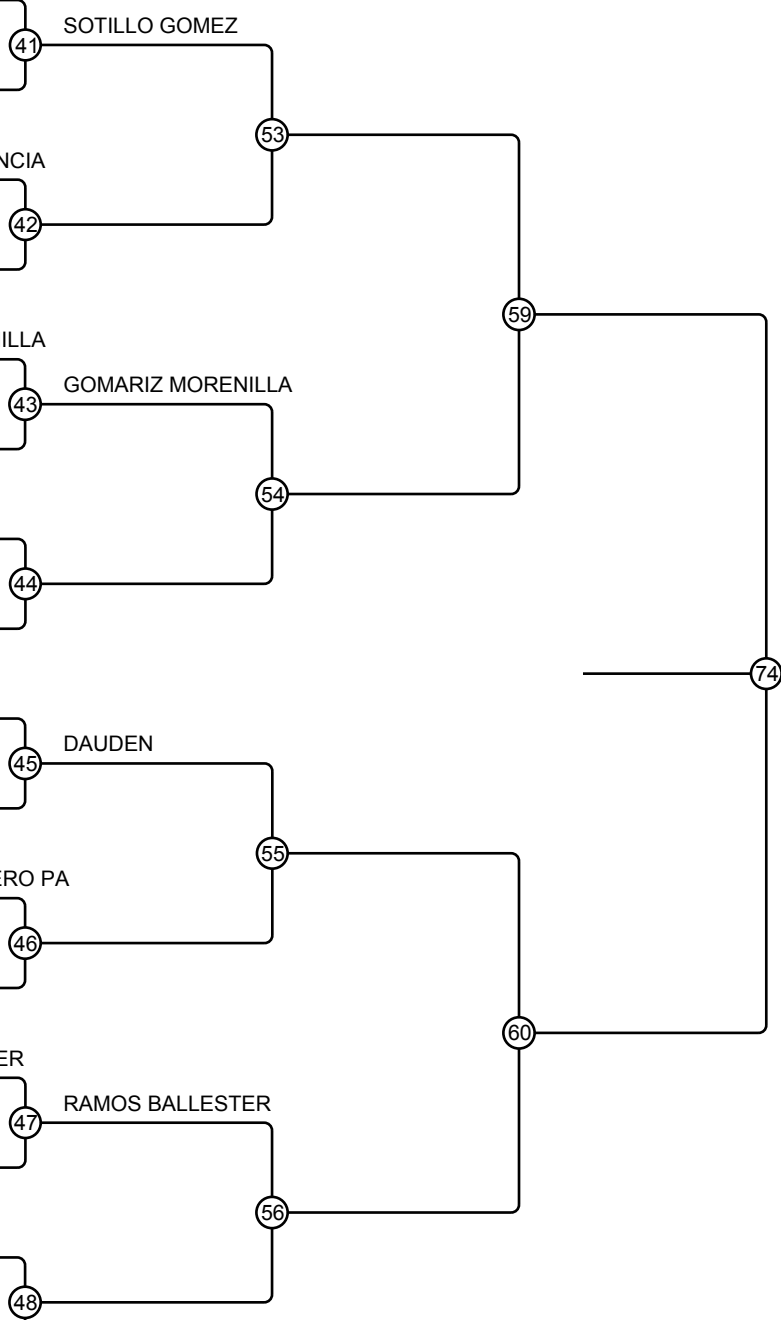 SOTILLO GOMEZ
41
53
NCIA
42
59
ILLA
GOMARIZ MORENILLA
43
54
44
74
DAUDEN
45
55
ERO PA
46
60
ER
RAMOS BALLESTER
47
56
48